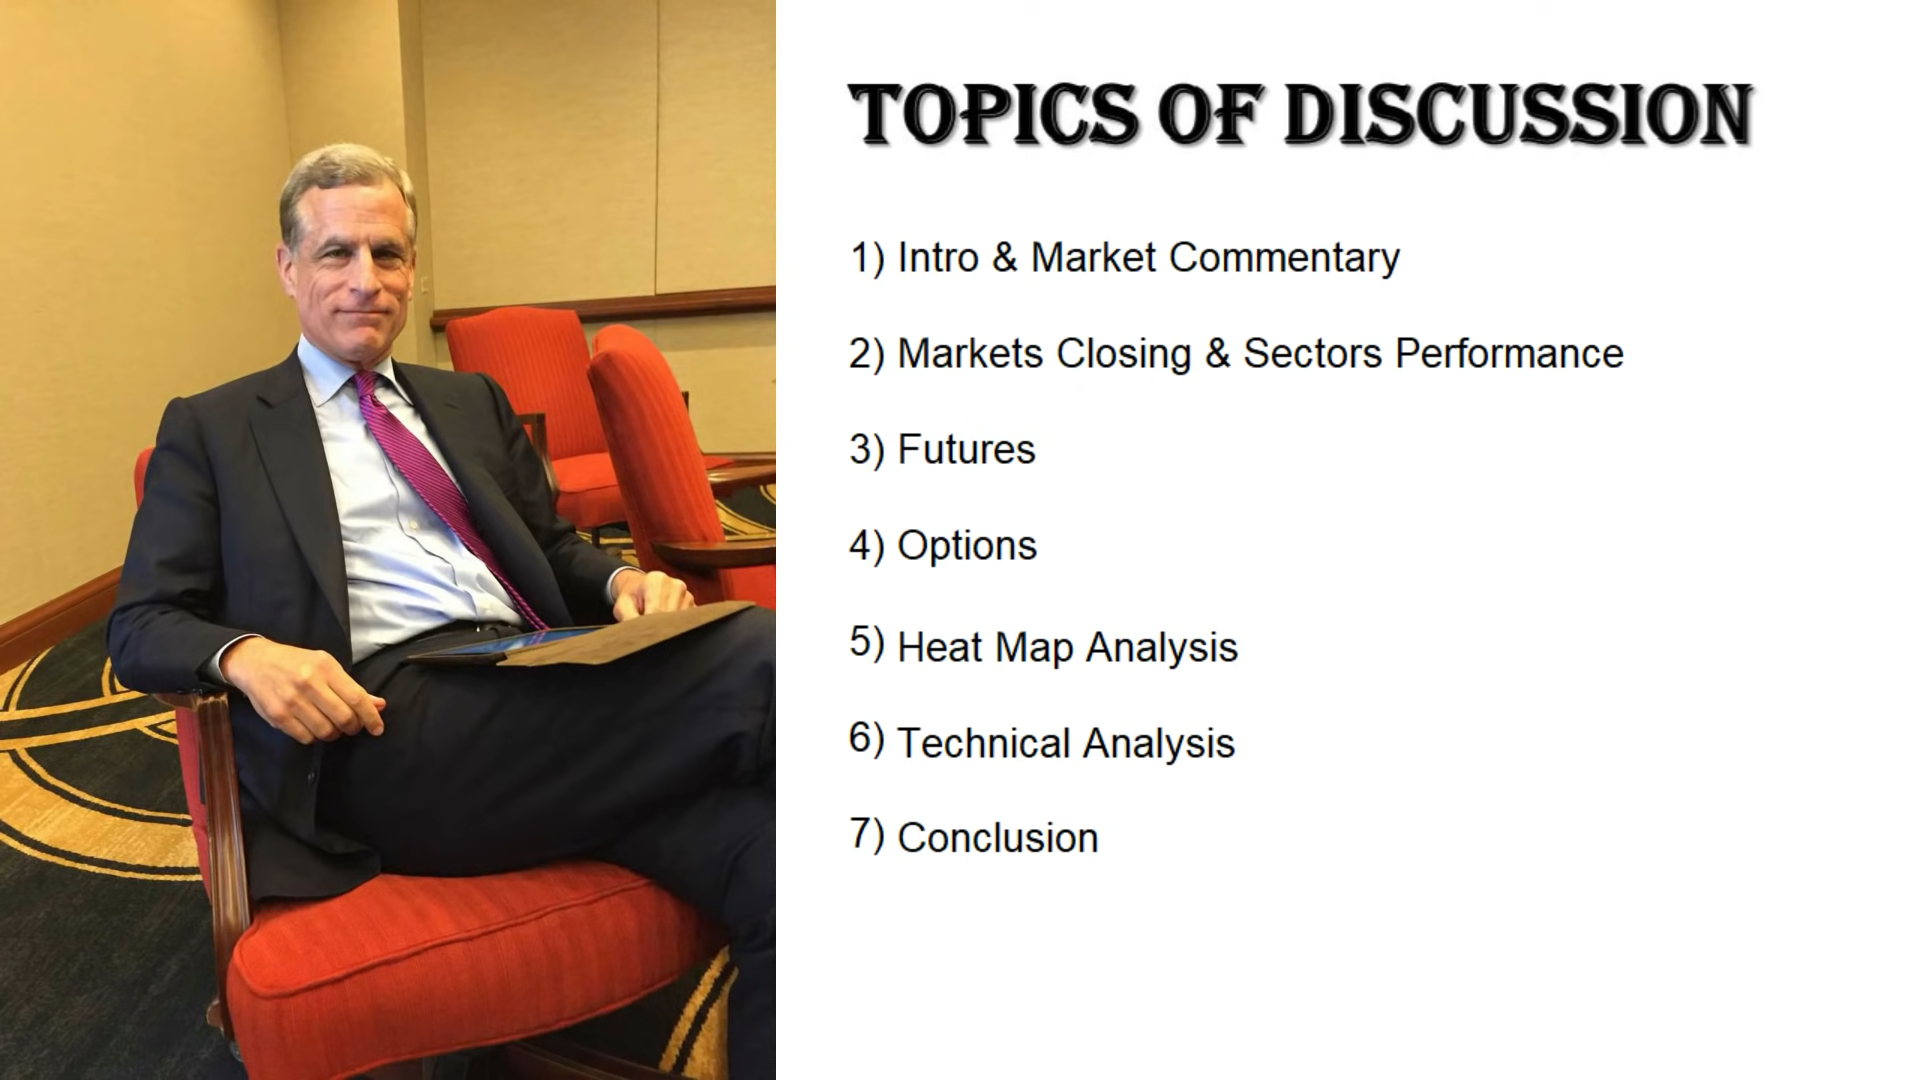 TOPICS OF DISCUSSION
1) Intro & Market Commentary
2) Markets Closing & Sectors Performance
3) Futures
4) Options
5) Heat Map Analysis
6) Technical Analysis
7) Conclusion